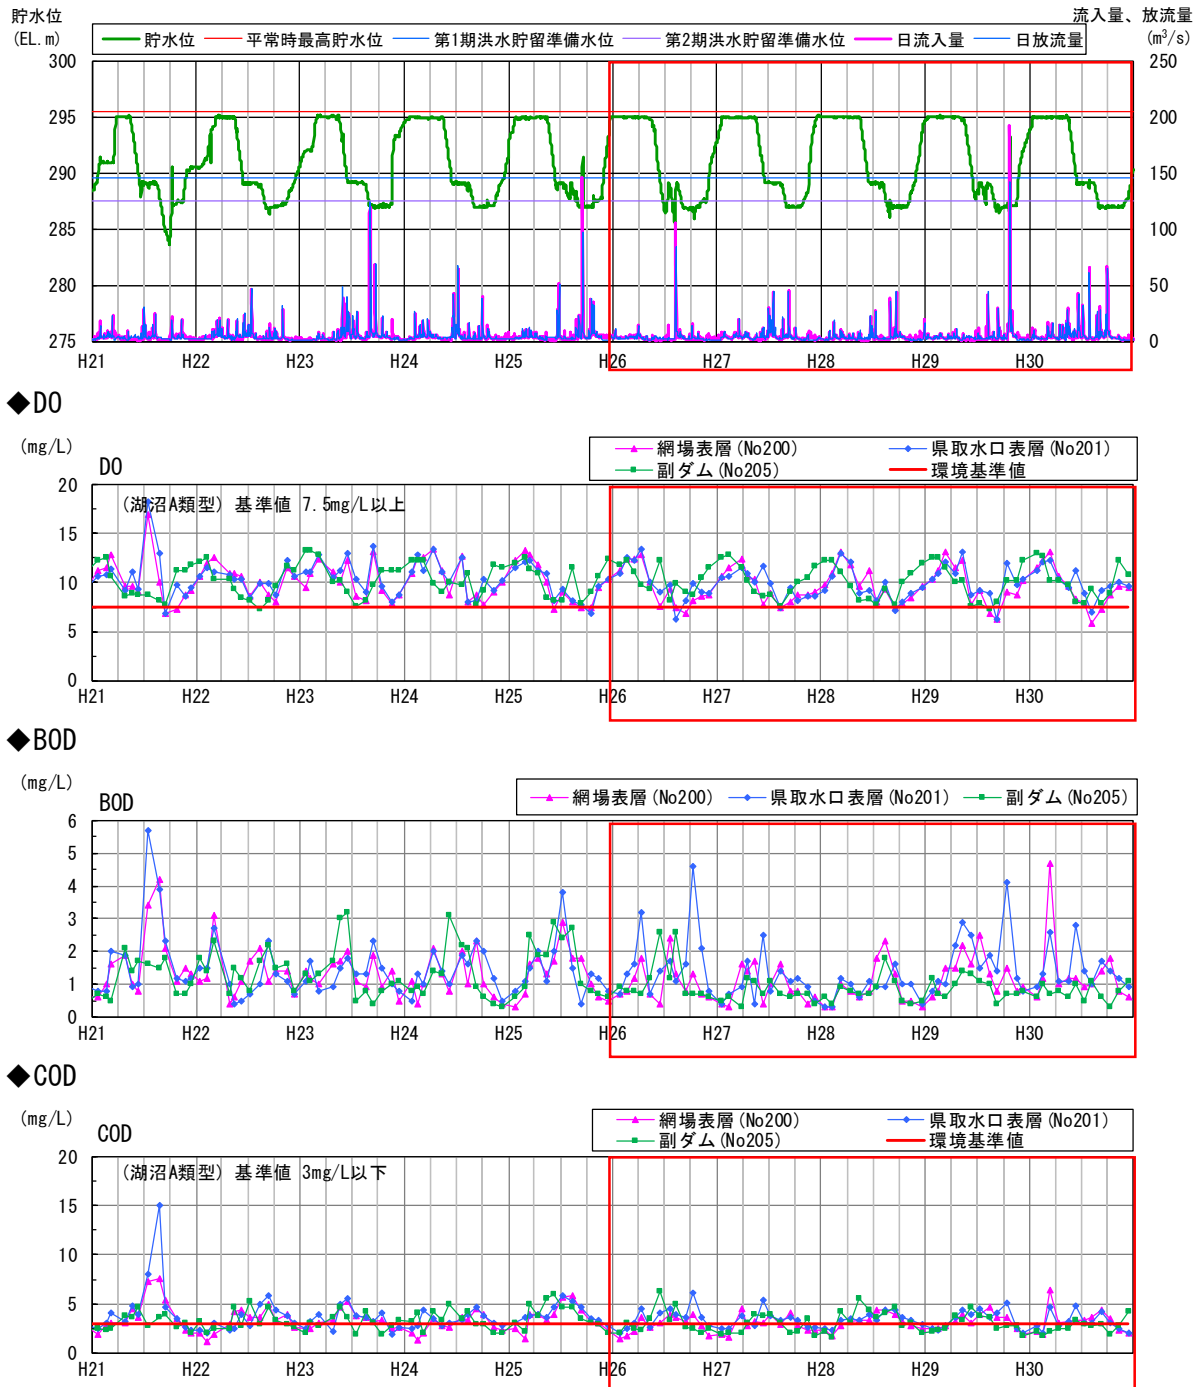 貯水位
(EL.m)
流入量、放流量
(m³/s)
貯水位 平常時最高貯水位 第1期洪水貯留準備水位 第2期洪水貯留準備水位 日流入量 日放流量
300 250
295 200
290 150
285 100
280 50
275 0
H21 H22 H23 H24 H25 H26 H27 H28 H29 H30
◆DO
(mg/L)
DO
網場表層(No200) 県取水口表層(No201)
副ダム(No205) 環境基準値
(湖沼A類型) 基準値 7.5mg/L以上
20
15
10
5
0
H21 H22 H23 H24 H25 H26 H27 H28 H29 H30
◆BOD
(mg/L)
BOD
網場表層(No200) 県取水口表層(No201) 副ダム(No205)
6
5
4
3
2
1
0
H21 H22 H23 H24 H25 H26 H27 H28 H29 H30
◆COD
(mg/L)
COD
網場表層(No200) 県取水口表層(No201)
副ダム(No205) 環境基準値
(湖沼A類型) 基準値 3mg/L以下
20
15
10
5
0
H21 H22 H23 H24 H25 H26 H27 H28 H29 H30